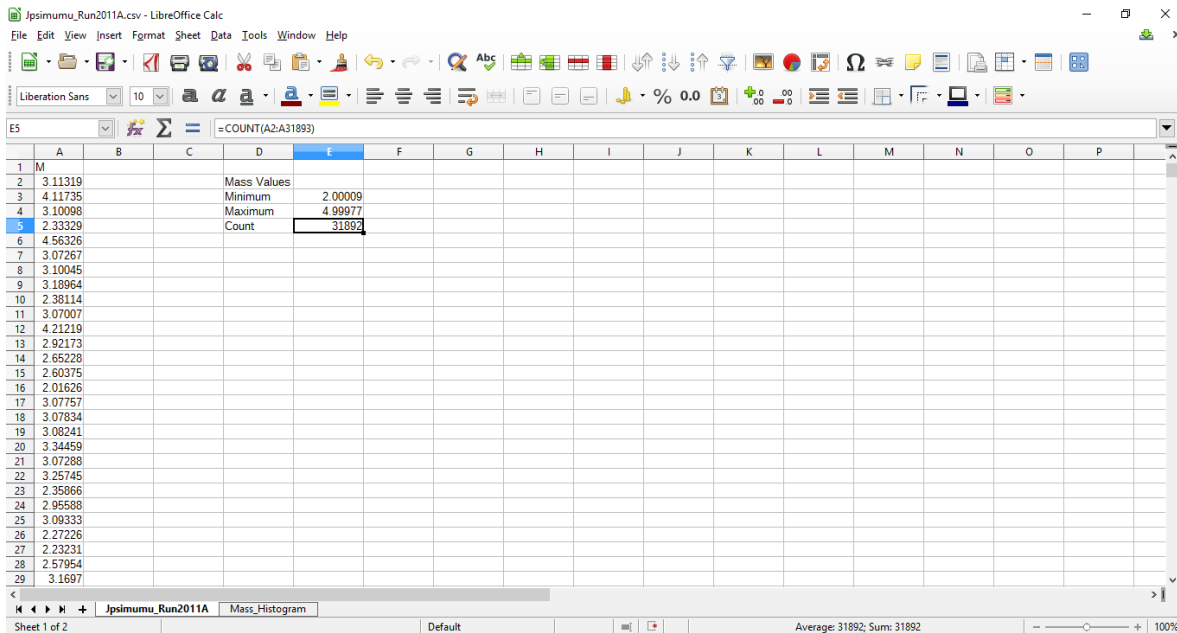 Jpsimumu_Run2011A.csv - LibreOffice Calc
File Edit View Insert Format Sheet Data Tools Window Help
Abc
Liberation Sans 10 a a a a % 0.0
E5 =COUNT(A2:A31893)
A B C D E F G H I J K L M N O P
1 M
2 3.11319 Mass Values
3 4.11735 Minimum 2.00009
4 3.10098 Maximum 4.99977
5 2.33329 Count 31892
6 4.56326
7 3.07267
8 3.10045
9 3.18964
10 2.38114
11 3.07007
12 4.21219
13 2.92173
14 2.65228
15 2.60375
16 2.01626
17 3.07757
18 3.07834
19 3.08241
20 3.34459
21 3.07288
22 3.25745
23 2.35866
24 2.95588
25 3.09333
26 2.27226
27 2.23231
28 2.57954
29 3.1697
Jpsimumu_Run2011A Mass_Histogram
Sheet 1 of 2 Default Average: 31892; Sum: 31892 100%